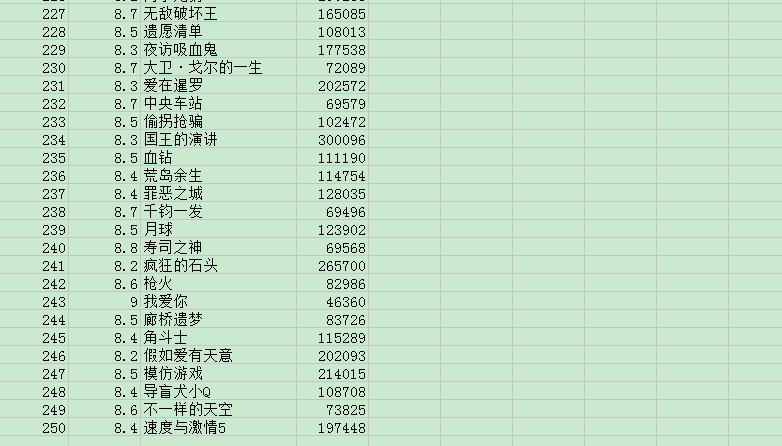 227 8.7 无敌破坏王 165085
228 8.5 遗愿清单 108013
229 8.3 夜访吸血鬼 177538
230 8.7 大卫·戈尔的一生 72089
231 8.3 爱在暹罗 202572
232 8.7 中央车站 69579
233 8.5 偷拐抢骗 102472
234 8.3 国王的演讲 300096
235 8.5 血钻 111190
236 8.4 荒岛余生 114754
237 8.4 罪恶之城 128035
238 8.7 千钧一发 69496
239 8.5 月球 123902
240 8.8 寿司之神 69568
241 8.2 疯狂的石头 265700
242 8.6 枪火 82986
243 9 我爱你 46360
244 8.5 廊桥遗梦 83726
245 8.4 角斗士 115289
246 8.2 假如爱有天意 202093
247 8.5 模仿游戏 214015
248 8.4 导盲犬小Q 108708
249 8.6 不一样的天空 73825
250 8.4 速度与激情5 197448